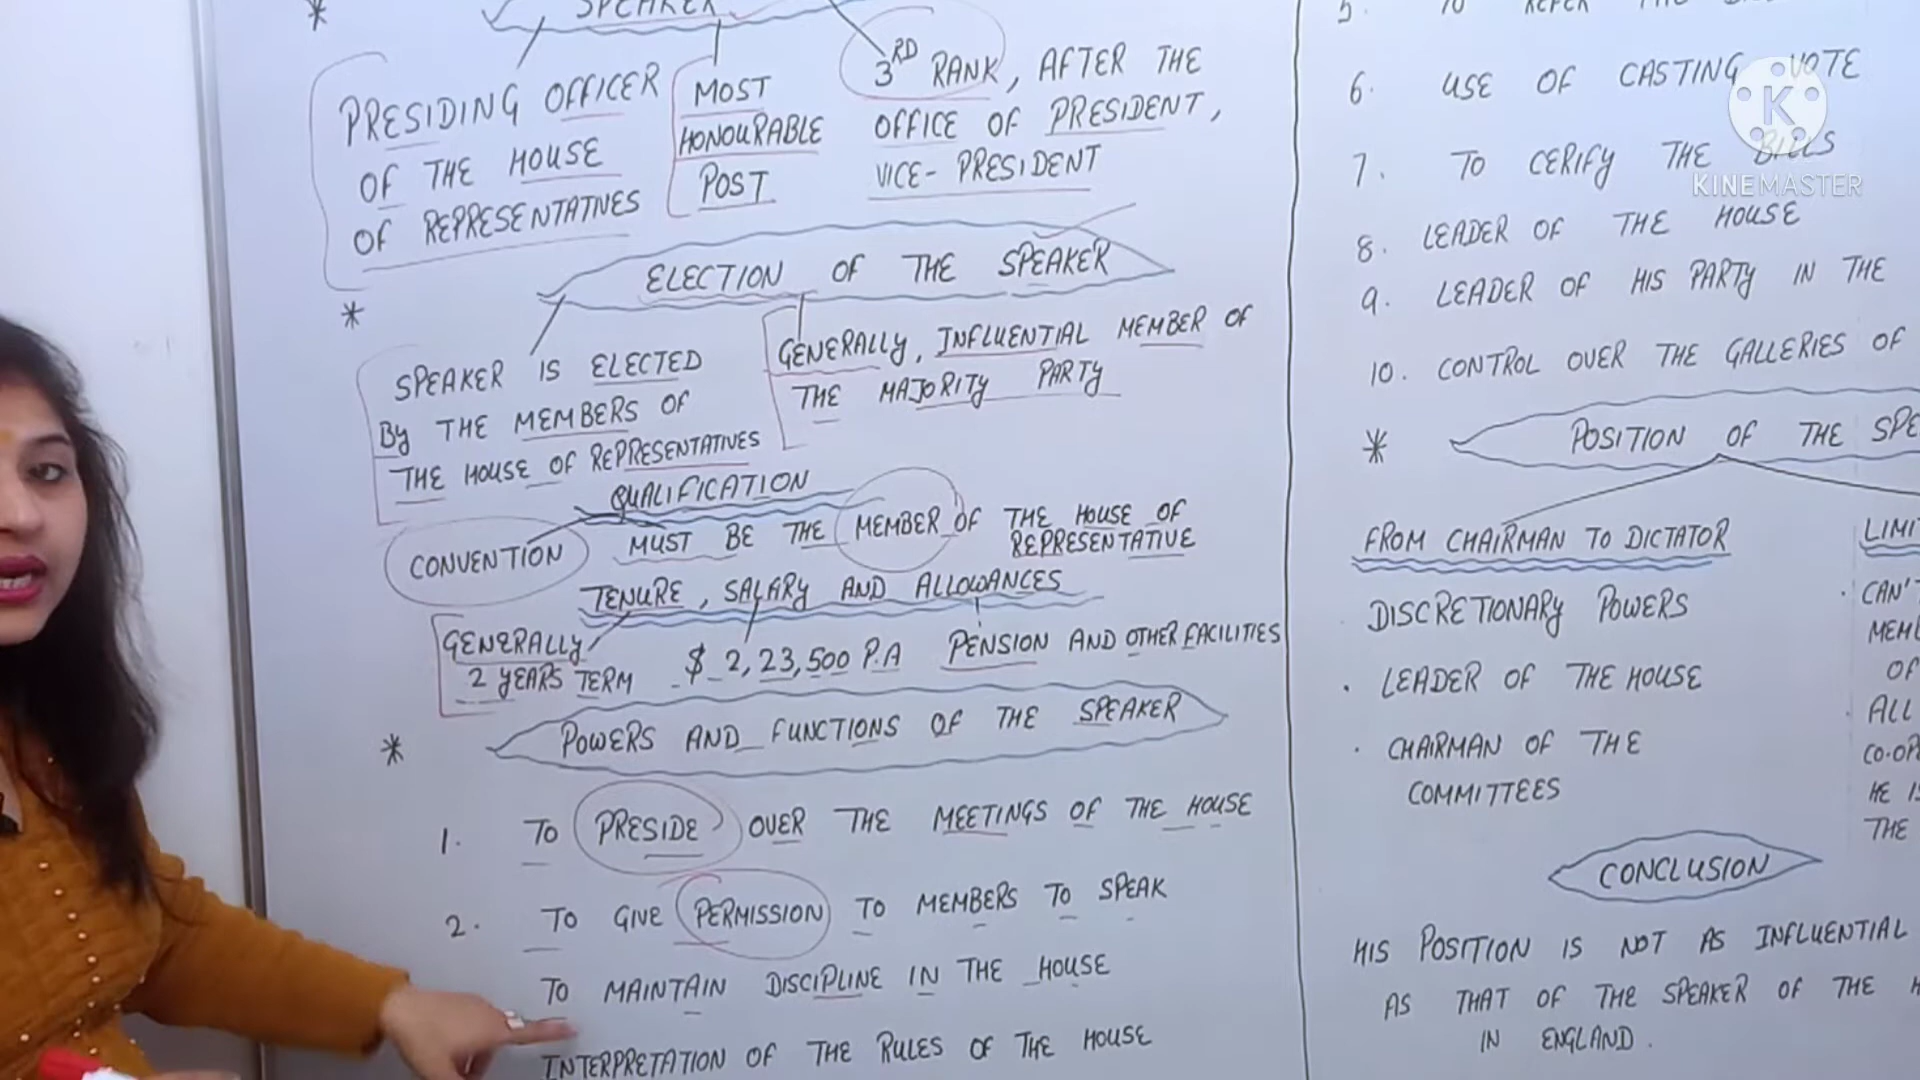 * SPEAKER
PRESIDING OFFICER
OF THE HOUSE
OF REPRESENTATIVES
MOST
HONOURABLE
POST
3RD RANK, AFTER THE
OFFICE OF PRESIDENT,
VICE-PRESIDENT
* ELECTION OF THE SPEAKER
SPEAKER IS ELECTED
By THE MEMBERS OF
THE HOUSE OF REPRESENTATIVES
GENERALLY, INFLUENTIAL MEMBER OF
THE MAJORITY PARTY
QUALIFICATION
CONVENTION MUST BE THE MEMBER OF THE HOUSE OF
REPRESENTATIVE
TENURE, SALARY AND ALLOWANCES
GENERALLY
2 YEARS TERM
$ 2,23,500 P.A
PENSION AND OTHER FACILITIES
* POWERS AND FUNCTIONS OF THE SPEAKER
1. TO PRESIDE OVER THE MEETINGS OF THE HOUSE
2. TO GIVE PERMISSION TO MEMBERS TO SPEAK
TO MAINTAIN DISCIPLINE IN THE HOUSE
INTERPRETATION OF THE RULES OF THE HOUSE
5. TO REFER THE
6. USE OF CASTING VOTE
7. TO CERIFY THE BILLS
8. LEADER OF THE HOUSE
9. LEADER OF HIS PARTY IN THE
10. CONTROL OVER THE GALLERIES OF
* POSITION OF THE SPE
FROM CHAIRMAN TO DICTATOR
DISCRETIONARY POWERS
· LEADER OF THE HOUSE
· CHAIRMAN OF THE
COMMITTEES
LIMI
· CAN'T
MEMB
OF
· ALL
CO-OP
HE IS
THE
CONCLUSION
HIS POSITION IS NOT AS INFLUENTIAL
AS THAT OF THE SPEAKER OF THE H
IN ENGLAND.
K
KINEMASTER